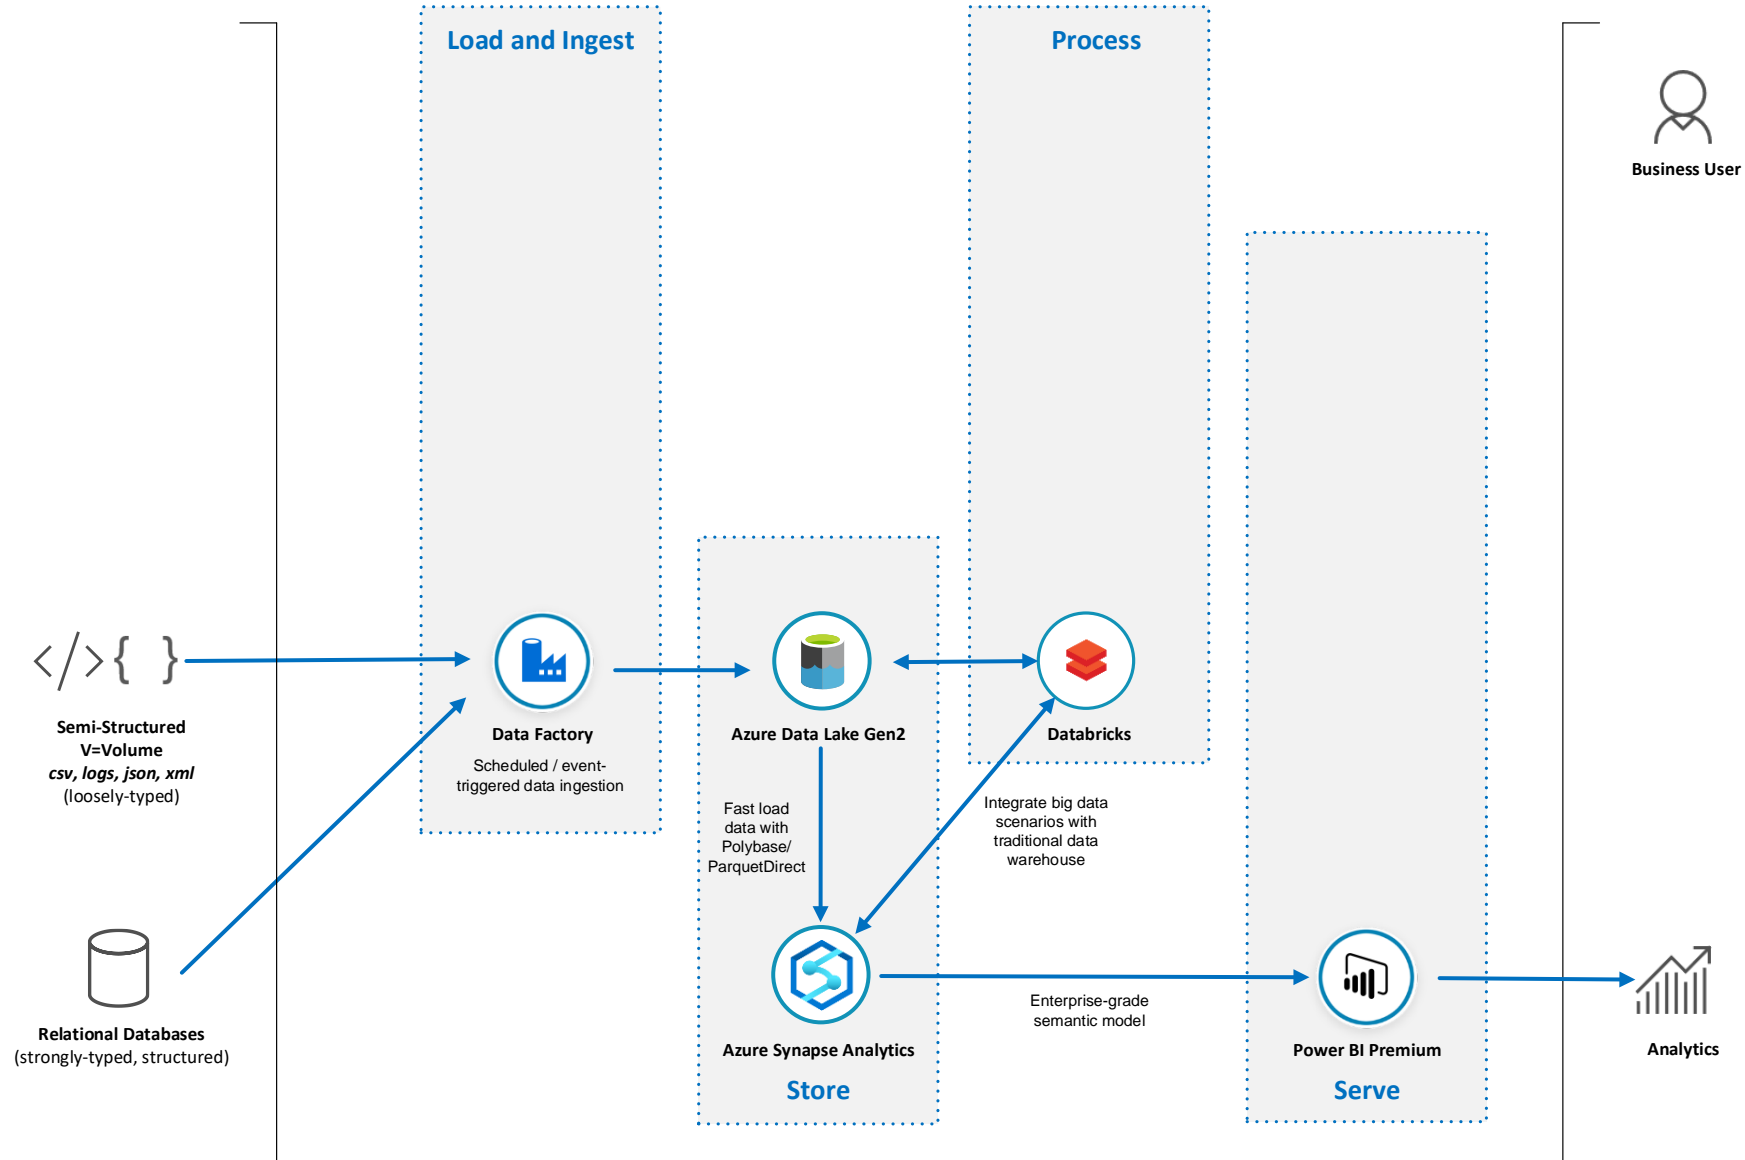 Load and Ingest
Process
Business User
Semi-Structured
V=Volume
csv, logs, json, xml
(loosely-typed)
Data Factory
Scheduled / event-
triggered data ingestion
Azure Data Lake Gen2
Databricks
Fast load
data with
Polybase/
ParquetDirect
Integrate big data
scenarios with
traditional data
warehouse
Relational Databases
(strongly-typed, structured)
Azure Synapse Analytics
Store
Enterprise-grade
semantic model
Power BI Premium
Serve
Analytics